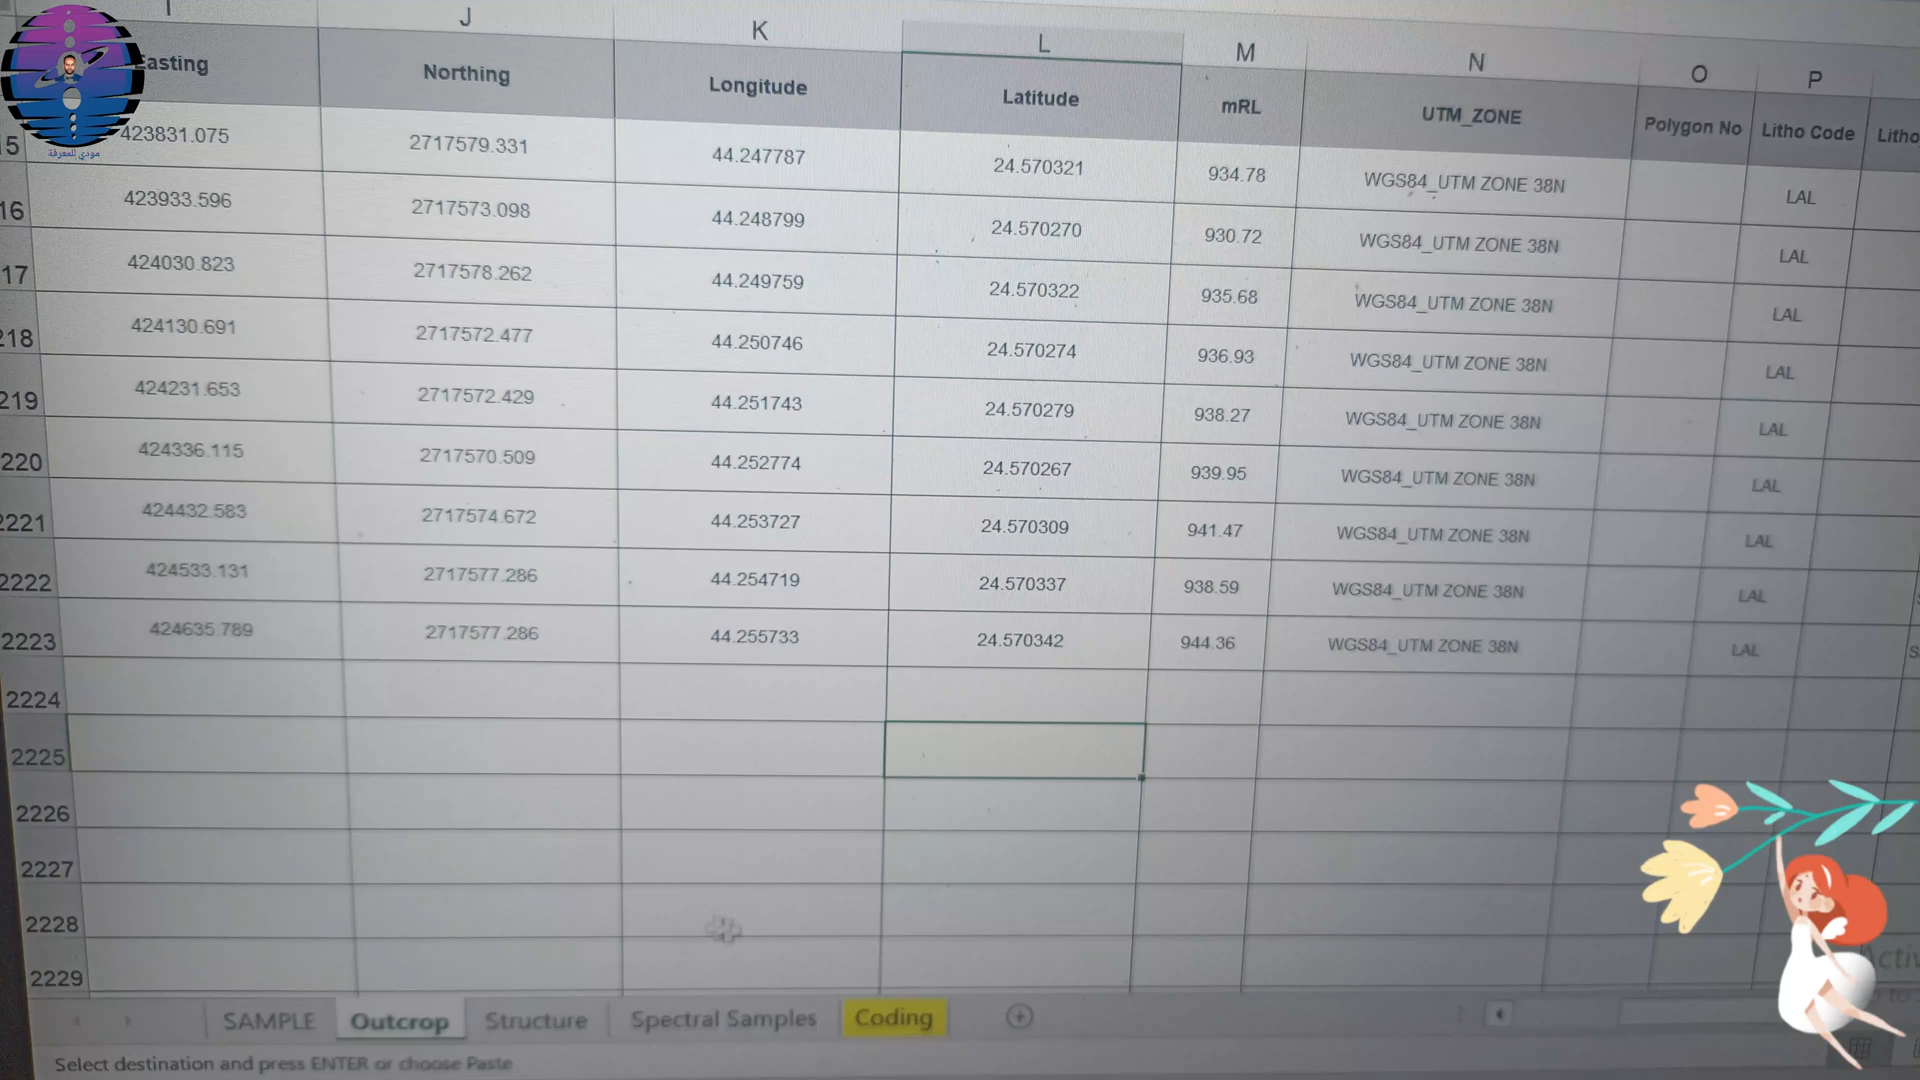 J K L M N O P
Easting Northing Longitude Latitude mRL UTM_ZONE Polygon No Litho Code Litho
15 423831.075 2717579.331 44.247787 24.570321 934.78 WGS84_UTM ZONE 38N LAL
16 423933.596 2717573.098 44.248799 24.570270 930.72 WGS84_UTM ZONE 38N LAL
17 424030.823 2717578.262 44.249759 24.570322 935.68 WGS84_UTM ZONE 38N LAL
218 424130.691 2717572.477 44.250746 24.570274 936.93 WGS84_UTM ZONE 38N LAL
219 424231.653 2717572.429 44.251743 24.570279 938.27 WGS84_UTM ZONE 38N LAL
220 424336.115 2717570.509 44.252774 24.570267 939.95 WGS84_UTM ZONE 38N LAL
2221 424432.583 2717574.672 44.253727 24.570309 941.47 WGS84_UTM ZONE 38N LAL
2222 424533.131 2717577.286 44.254719 24.570337 938.59 WGS84_UTM ZONE 38N LAL
2223 424635.789 2717577.286 44.255733 24.570342 944.36 WGS84_UTM ZONE 38N LAL
2224
2225
2226
2227
2228
2229
SAMPLE Outcrop Structure Spectral Samples Coding
Select destination and press ENTER or choose Paste
مودي للمعرفة